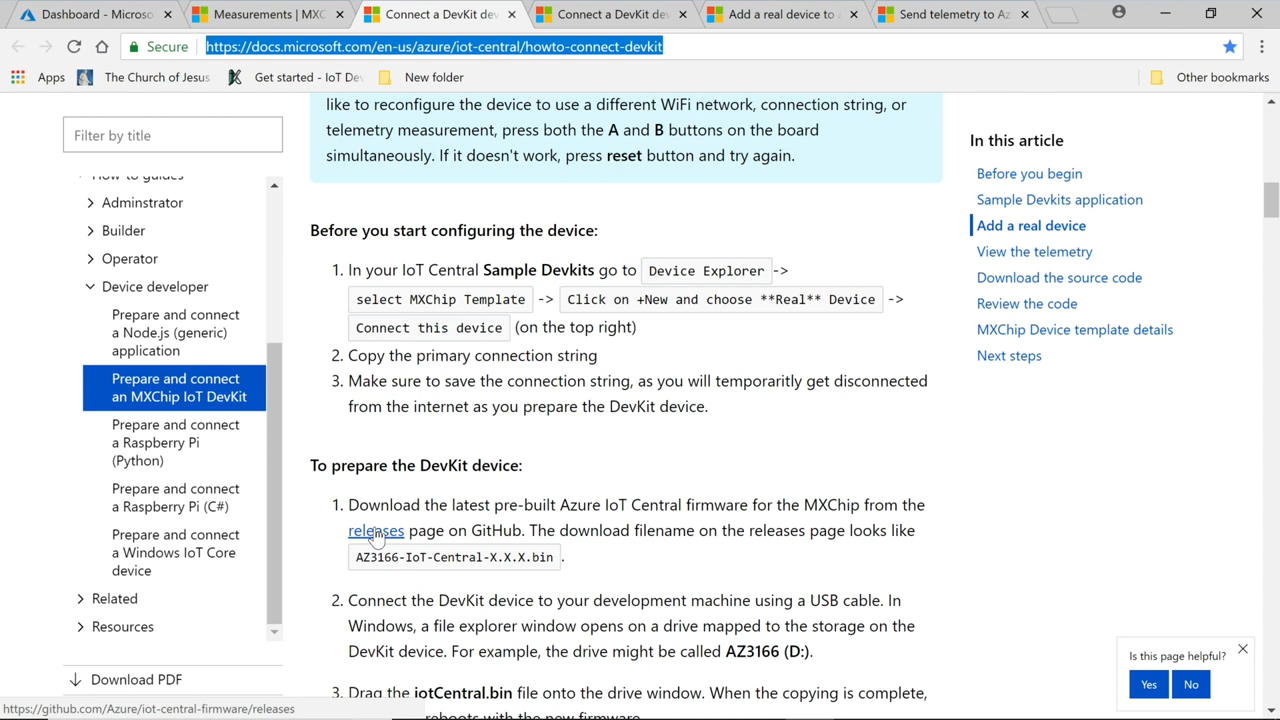 Dashboard - Microso
Measurements | MXC
Connect a DevKit dev
Connect a DevKit dev
Add a real device to
Send telemetry to Az
Secure
https://docs.microsoft.com/en-us/azure/iot-central/howto-connect-devkit
Apps
The Church of Jesus
Get started - IoT Dev
New folder
Other bookmarks
Filter by title
How-to guides
Adminstrator
Builder
Operator
Device developer
Prepare and connect
a Node.js (generic)
application
Prepare and connect
an MXChip IoT DevKit
Prepare and connect
a Raspberry Pi
(Python)
Prepare and connect
a Raspberry Pi (C#)
Prepare and connect
a Windows IoT Core
device
Related
Resources
Download PDF
like to reconfigure the device to use a different WiFi network, connection string, or
telemetry measurement, press both the A and B buttons on the board
simultaneously. If it doesn't work, press reset button and try again.
Before you start configuring the device:
1. In your IoT Central Sample Devkits go to Device Explorer ->
select MXChip Template -> Click on +New and choose **Real** Device ->
Connect this device (on the top right)
2. Copy the primary connection string
3. Make sure to save the connection string, as you will temporaritly get disconnected
from the internet as you prepare the DevKit device.
To prepare the DevKit device:
1. Download the latest pre-built Azure IoT Central firmware for the MXChip from the
releases page on GitHub. The download filename on the releases page looks like
AZ3166-IoT-Central-X.X.X.bin .
2. Connect the DevKit device to your development machine using a USB cable. In
Windows, a file explorer window opens on a drive mapped to the storage on the
DevKit device. For example, the drive might be called AZ3166 (D:).
3. Drag the iotCentral.bin file onto the drive window. When the copying is complete,
reboots with the new firmware.
In this article
Before you begin
Sample Devkits application
Add a real device
View the telemetry
Download the source code
Review the code
MXChip Device template details
Next steps
Is this page helpful?
Yes
No
https://github.com/Azure/iot-central-firmware/releases